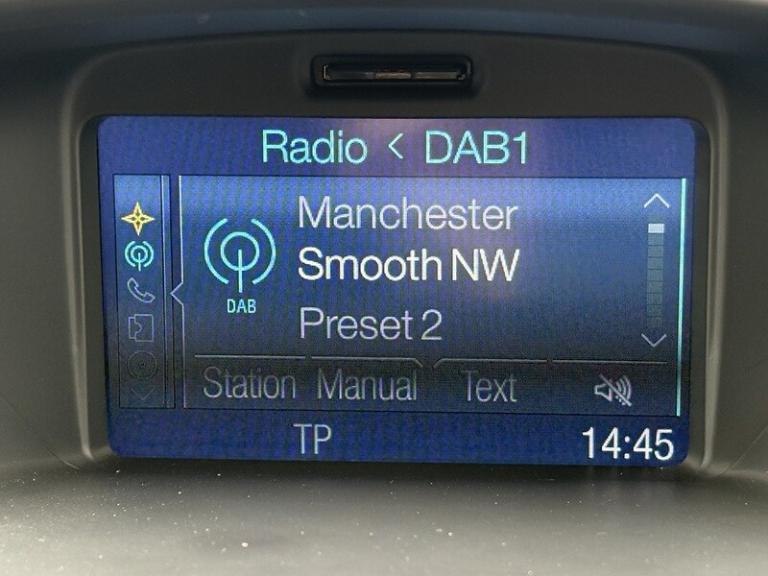 Radio < DAB1
Manchester
Smooth NW
DAB
Preset 2
Station Manual Text
TP 14:45